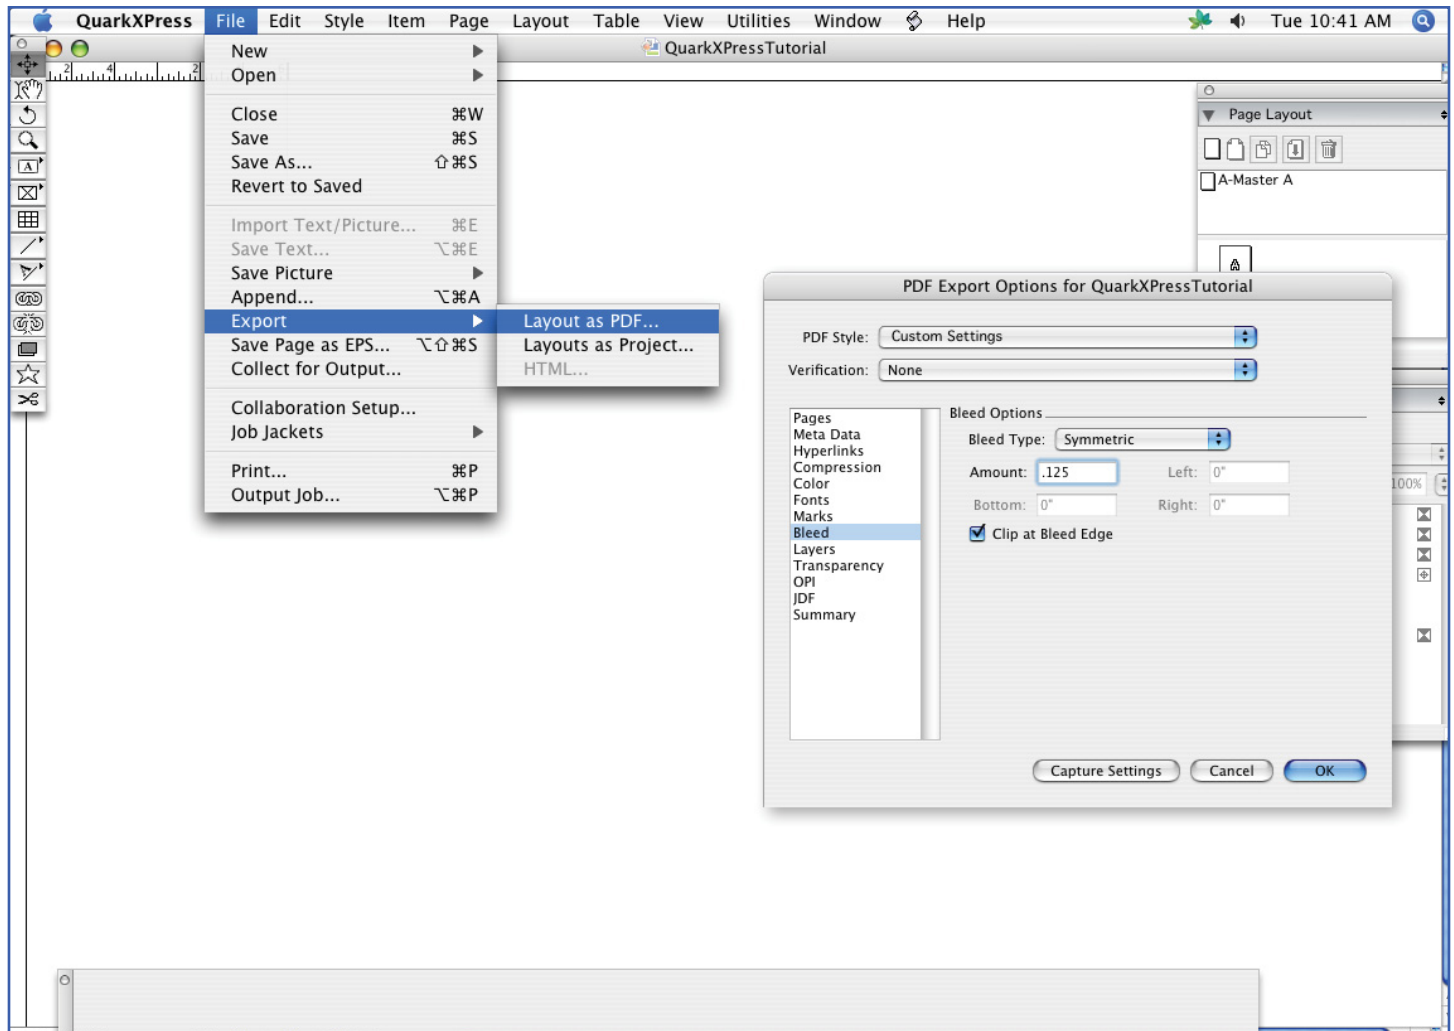 QuarkXPress File Edit Style Item Page Layout Table View Utilities Window Help Tue 10:41 AM
QuarkXPressTutorial
2 4 2
New
Open
Close ⌘W
Save ⌘S
Save As... ⇧⌘S
Revert to Saved
Import Text/Picture... ⌘E
Save Text... ⌥⌘E
Save Picture
Append... ⌥⌘A
Export
Save Page as EPS... ⌥⇧⌘S
Collect for Output...
Collaboration Setup...
Job Jackets
Print... ⌘P
Output Job... ⌥⌘P
Layout as PDF...
Layouts as Project...
HTML...
Page Layout
A-Master A
A
PDF Export Options for QuarkXPressTutorial
PDF Style: Custom Settings
Verification: None
Pages
Meta Data
Hyperlinks
Compression
Color
Fonts
Marks
Bleed
Layers
Transparency
OPI
JDF
Summary
Bleed Options
Bleed Type: Symmetric
Amount: .125 Left: 0"
Bottom: 0" Right: 0"
Clip at Bleed Edge
Capture Settings Cancel OK
100%